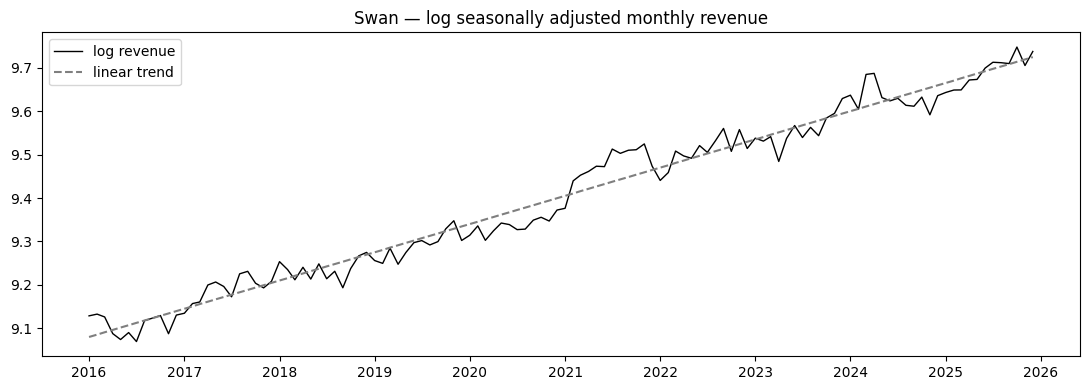 Swan — log seasonally adjusted monthly revenue
log revenue
linear trend
9.7
9.6
9.5
9.4
9.3
9.2
9.1
2016 2017 2018 2019 2020 2021 2022 2023 2024 2025 2026